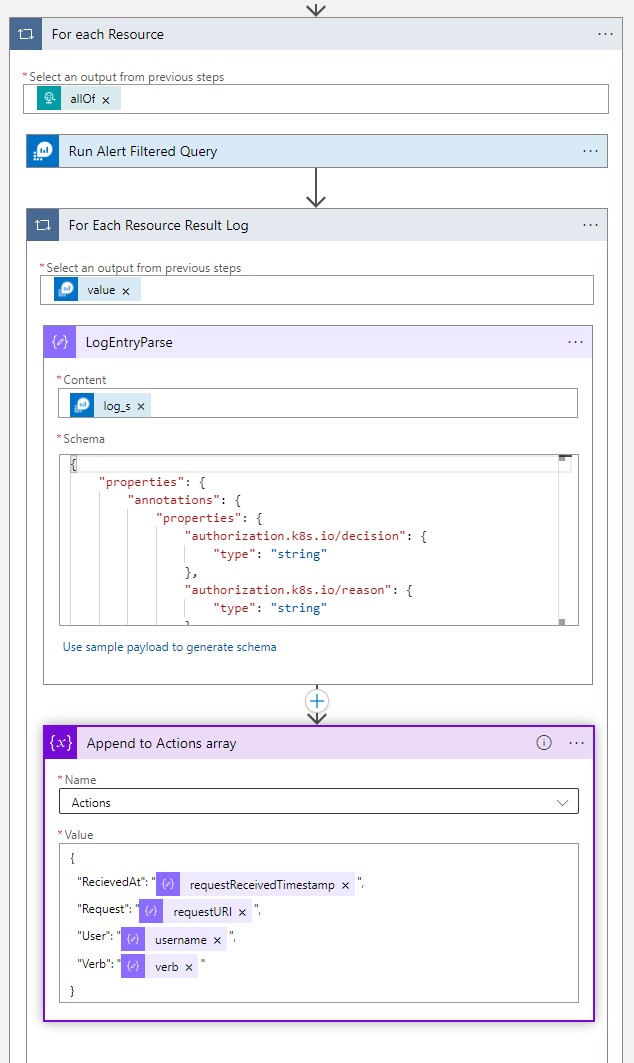 For each Resource ...
* Select an output from previous steps
allOf ×
Run Alert Filtered Query ...
For Each Resource Result Log ...
* Select an output from previous steps
value ×
{/} LogEntryParse ...
* Content
log_s ×
* Schema
{
"properties": {
"annotations": {
"properties": {
"authorization.k8s.io/decision": {
"type": "string"
},
"authorization.k8s.io/reason": {
"type": "string"
}
Use sample payload to generate schema
+
{x} Append to Actions array i ...
* Name
Actions
* Value
{
"RecievedAt": "{/} requestReceivedTimestamp × ",
"Request": "{/} requestURI × ",
"User": "{/} username × ",
"Verb": "{/} verb × "
}